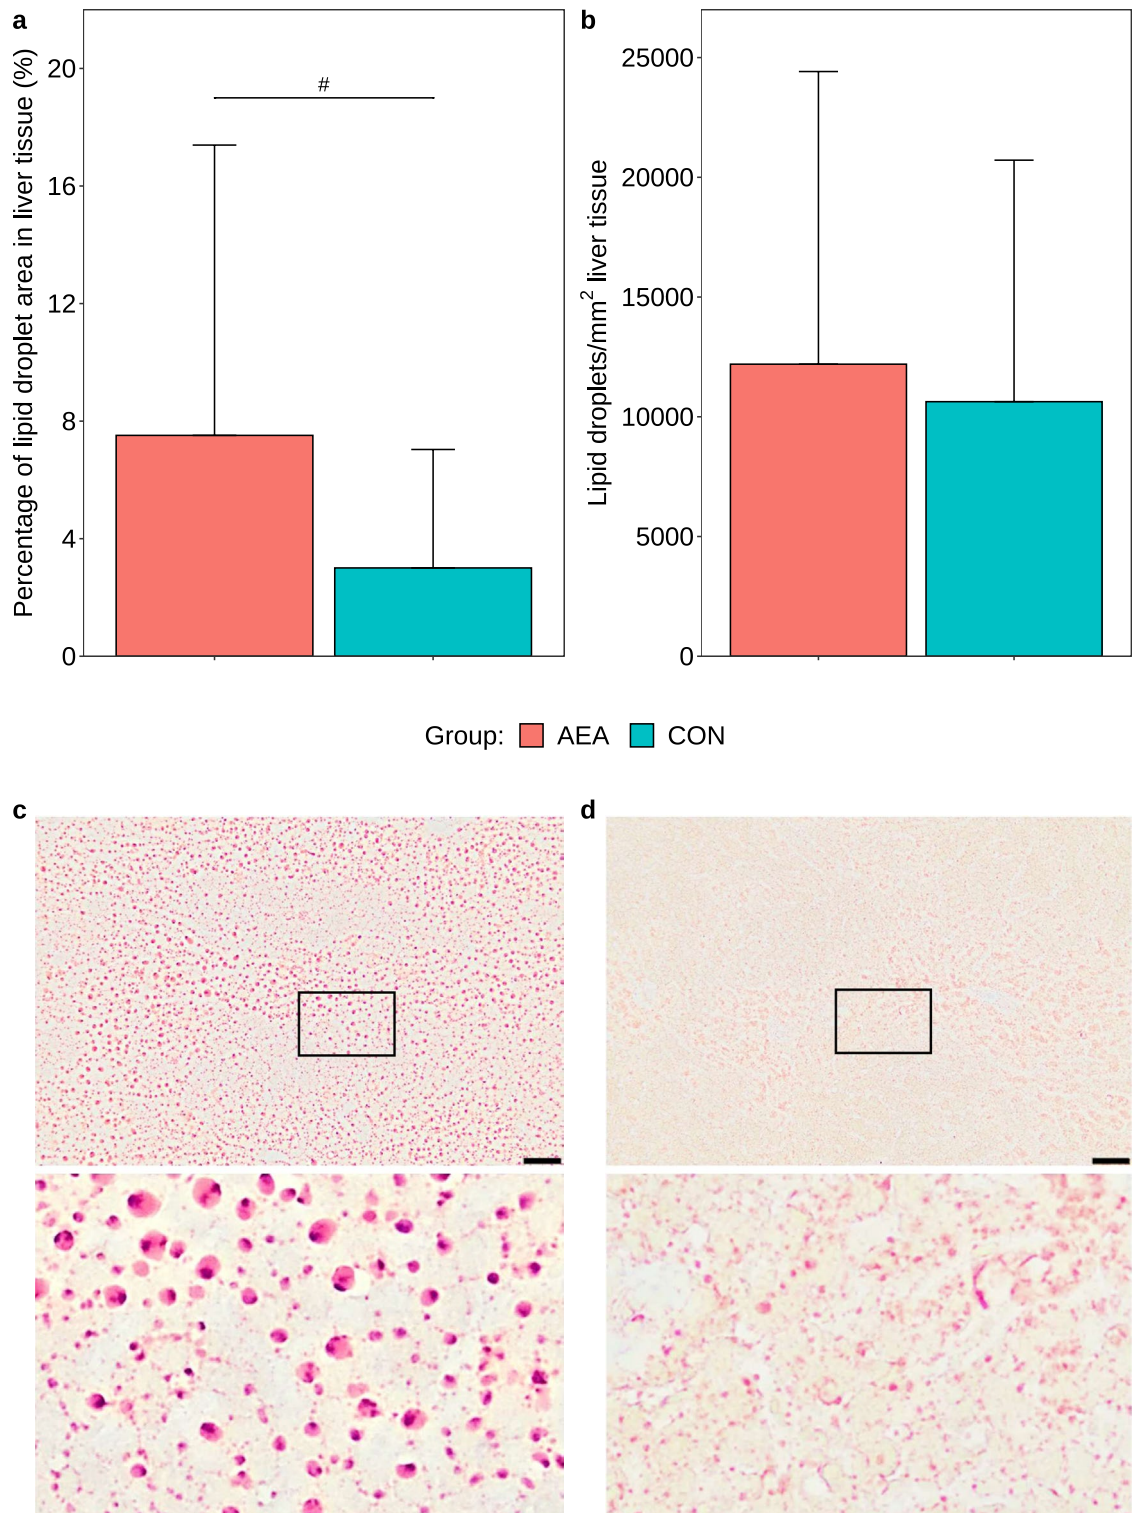 a
Percentage of lipid droplet area in liver tissue (%)
20
16
12
8
4
0
#
b
Lipid droplets/mm² liver tissue
25000
20000
15000
10000
5000
0
Group: AEA CON
c
d